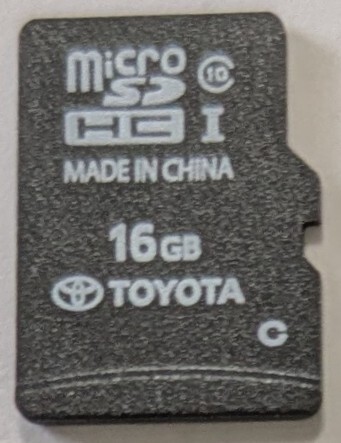 micro
SD
HC I
10
MADE IN CHINA
16GB
TOYOTA
C